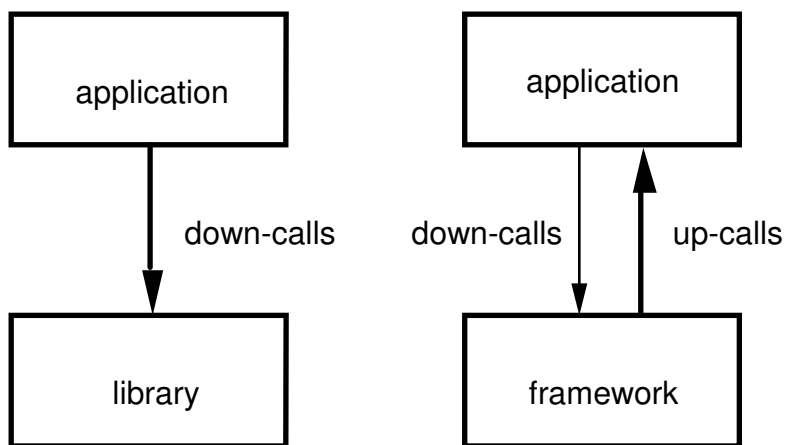 application
application
down-calls
down-calls
up-calls
library
framework